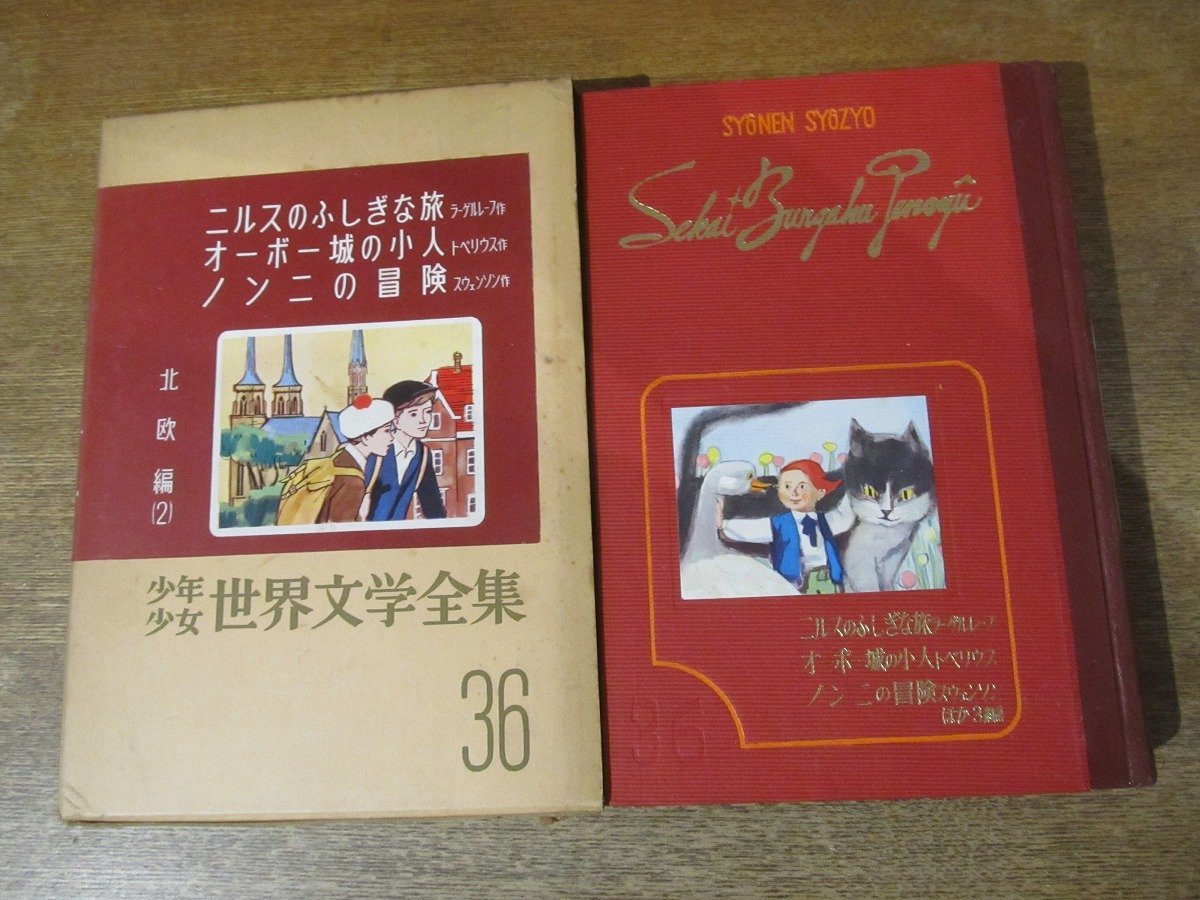 ニルスのふしぎな旅 ラーゲルレーフ作
オーボー城の小人 トペリウス作
ノンニの冒険 スウェンソン作
北欧編(2)
少年少女 世界文学全集
36
SYôNEN SYôZYO
Sekai Bungaku Zensyû
ニルスのふしぎな旅 ラーゲルレーフ
オーボー城の小人 トペリウス
ノンニの冒険 スウェンソン
ほか3編
36